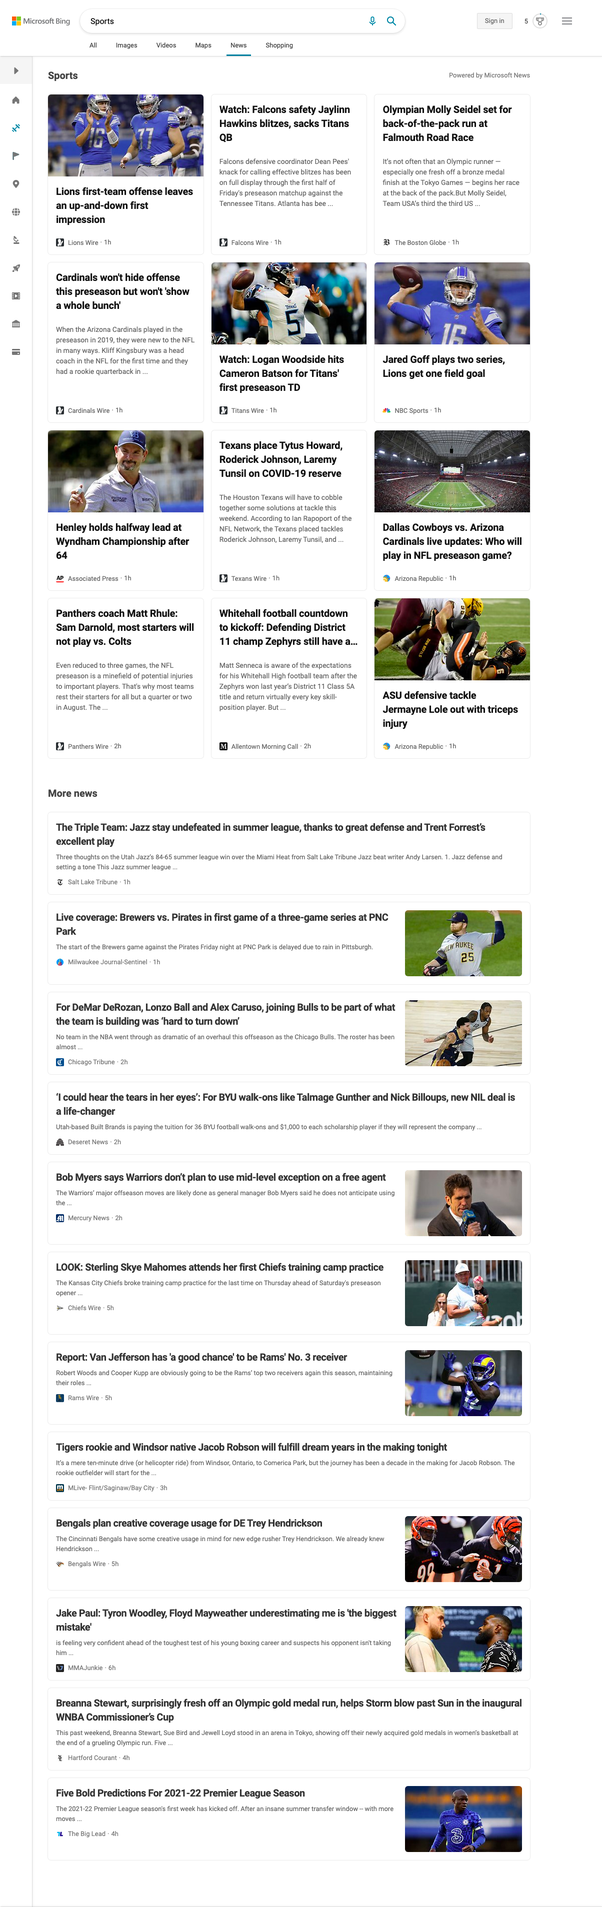 Microsoft Bing
Sports
Sign in
5
All Images Videos Maps News Shopping
Sports
Powered by Microsoft News
Lions first-team offense leaves
an up-and-down first
impression
Lions Wire · 1h
Watch: Falcons safety Jaylinn
Hawkins blitzes, sacks Titans
QB
Falcons defensive coordinator Dean Pees'
knack for calling effective blitzes has been
on full display through the first half of
Friday's preseason matchup against the
Tennessee Titans. Atlanta has bee ...
Falcons Wire · 1h
Olympian Molly Seidel set for
back-of-the-pack run at
Falmouth Road Race
It's not often that an Olympic runner —
especially one fresh off a bronze medal
finish at the Tokyo Games — begins her race
at the back of the pack.But Molly Seidel,
Team USA's third the third US ...
The Boston Globe · 1h
Cardinals won't hide offense
this preseason but won't 'show
a whole bunch'
When the Arizona Cardinals played in the
preseason in 2019, they were new to the NFL
in many ways. Kliff Kingsbury was a head
coach in the NFL for the first time and they
had a rookie quarterback in ...
Cardinals Wire · 1h
Watch: Logan Woodside hits
Cameron Batson for Titans'
first preseason TD
Titans Wire · 1h
Jared Goff plays two series,
Lions get one field goal
NBC Sports · 1h
Henley holds halfway lead at
Wyndham Championship after
64
AP Associated Press · 1h
Texans place Tytus Howard,
Roderick Johnson, Laremy
Tunsil on COVID-19 reserve
The Houston Texans will have to cobble
together some solutions at tackle this
weekend. According to Ian Rapoport of the
NFL Network, the Texans placed tackles
Roderick Johnson, Laremy Tunsil, and ...
Texans Wire · 1h
Dallas Cowboys vs. Arizona
Cardinals live updates: Who will
play in NFL preseason game?
Arizona Republic · 1h
Panthers coach Matt Rhule:
Sam Darnold, most starters will
not play vs. Colts
Even reduced to three games, the NFL
preseason is a minefield of potential injuries
to important players. That's why most teams
rest their starters for all but a quarter or two
in August. The ...
Panthers Wire · 2h
Whitehall football countdown
to kickoff: Defending District
11 champ Zephyrs still have a...
Matt Senneca is aware of the expectations
for his Whitehall High football team after the
Zephyrs won last year's District 11 Class 5A
title and return virtually every key skill-
position player. But ...
Allentown Morning Call · 2h
ASU defensive tackle
Jermayne Lole out with triceps
injury
Arizona Republic · 1h
More news
The Triple Team: Jazz stay undefeated in summer league, thanks to great defense and Trent Forrest's
excellent play
Three thoughts on the Utah Jazz's 84-65 summer league win over the Miami Heat from Salt Lake Tribune Jazz beat writer Andy Larsen. 1. Jazz defense and
setting a tone This Jazz summer league ...
Salt Lake Tribune · 1h
Live coverage: Brewers vs. Pirates in first game of a three-game series at PNC
Park
The start of the Brewers game against the Pirates Friday night at PNC Park is delayed due to rain in Pittsburgh.
Milwaukee Journal-Sentinel · 1h
For DeMar DeRozan, Lonzo Ball and Alex Caruso, joining Bulls to be part of what
the team is building was 'hard to turn down'
No team in the NBA went through as dramatic of an overhaul this offseason as the Chicago Bulls. The roster has been
almost ...
Chicago Tribune · 2h
'I could hear the tears in her eyes': For BYU walk-ons like Talmage Gunther and Nick Billoups, new NIL deal is
a life-changer
Utah-based Built Brands is paying the tuition for 36 BYU football walk-ons and $1,000 to each scholarship player if they will represent the company ...
Deseret News · 2h
Bob Myers says Warriors don't plan to use mid-level exception on a free agent
The Warriors' major offseason moves are likely done as general manager Bob Myers said he does not anticipate using
the ...
Mercury News · 2h
LOOK: Sterling Skye Mahomes attends her first Chiefs training camp practice
The Kansas City Chiefs broke training camp practice for the last time on Thursday ahead of Saturday's preseason
opener ...
Chiefs Wire · 5h
Report: Van Jefferson has 'a good chance' to be Rams' No. 3 receiver
Robert Woods and Cooper Kupp are obviously going to be the Rams' top two receivers again this season, maintaining
their roles ...
Rams Wire · 5h
Tigers rookie and Windsor native Jacob Robson will fulfill dream years in the making tonight
It's a mere ten-minute drive (or helicopter ride) from Windsor, Ontario, to Comerica Park, but the journey has been a decade in the making for Jacob Robson. The
rookie outfielder will start for the ...
MLive- Flint/Saginaw/Bay City · 3h
Bengals plan creative coverage usage for DE Trey Hendrickson
The Cincinnati Bengals have some creative usage in mind for new edge rusher Trey Hendrickson. We already knew
Hendrickson ...
Bengals Wire · 5h
Jake Paul: Tyron Woodley, Floyd Mayweather underestimating me is 'the biggest
mistake'
is feeling very confident ahead of the toughest test of his young boxing career and suspects his opponent isn't taking
him ...
MMAJunkie · 6h
Breanna Stewart, surprisingly fresh off an Olympic gold medal run, helps Storm blow past Sun in the inaugural
WNBA Commissioner's Cup
This past weekend, Breanna Stewart, Sue Bird and Jewell Loyd stood in an arena in Tokyo, showing off their newly acquired gold medals in women's basketball at
the end of a grueling Olympic run. Five ...
Hartford Courant · 4h
Five Bold Predictions For 2021-22 Premier League Season
The 2021-22 Premier League season's first week has kicked off. After an insane summer transfer window -- with more
moves ...
The Big Lead · 4h